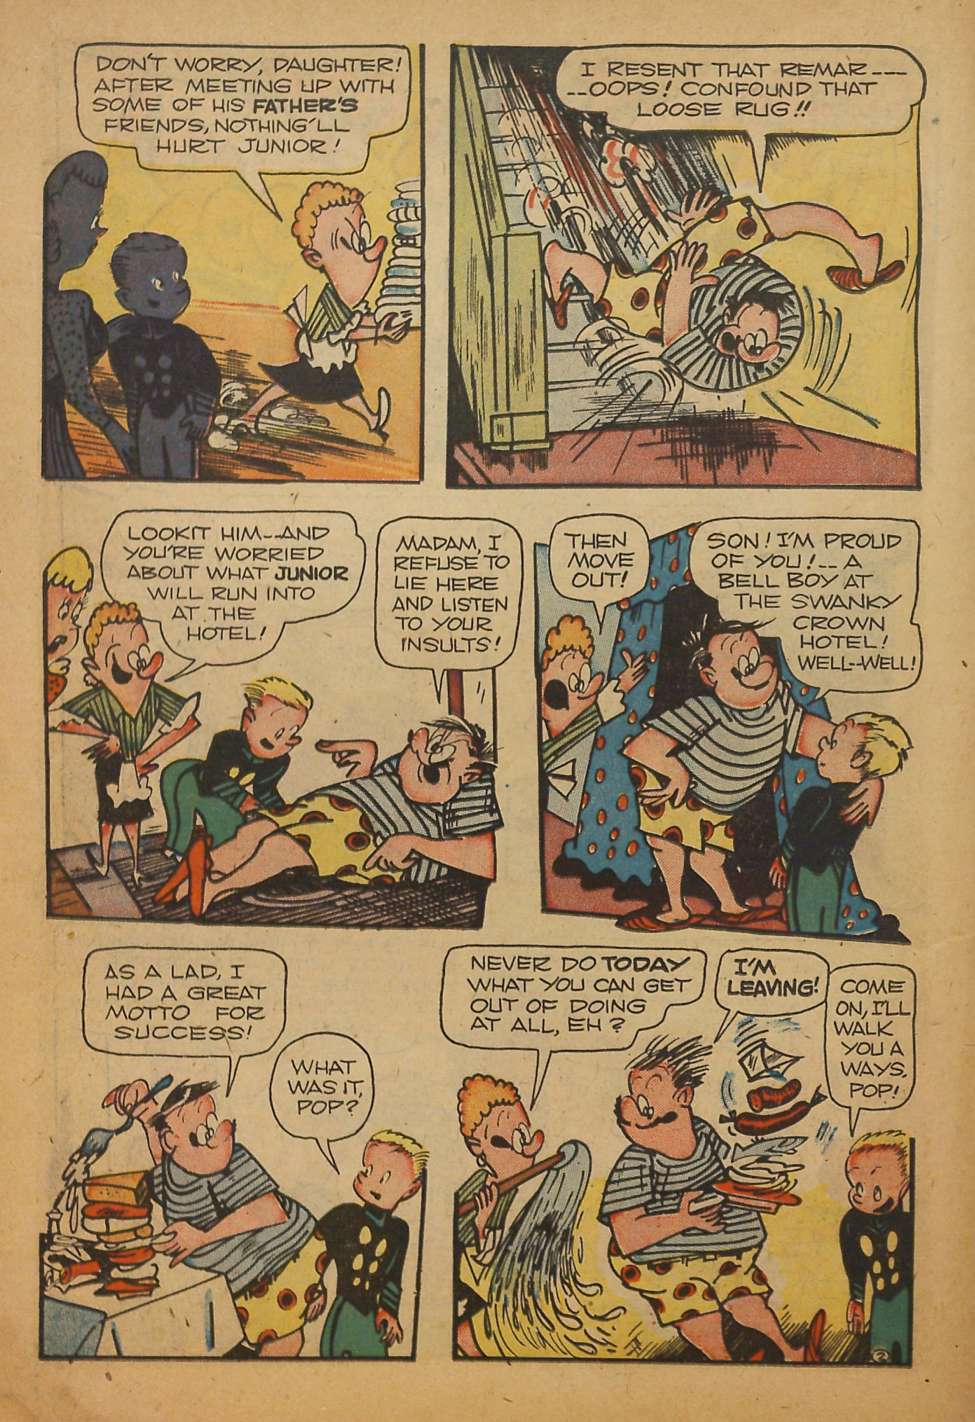 DON'T WORRY, DAUGHTER!
AFTER MEETING UP WITH
SOME OF HIS FATHER'S
FRIENDS, NOTHING'LL
HURT JUNIOR!
I RESENT THAT REMAR----
--OOPS! CONFOUND THAT
LOOSE RUG!!
LOOKIT HIM--AND
YOU'RE WORRIED
ABOUT WHAT JUNIOR
WILL RUN INTO
AT THE
HOTEL!
MADAM, I
REFUSE TO
LIE HERE
AND LISTEN
TO YOUR
INSULTS!
THEN
MOVE
OUT!
SON! I'M PROUD
OF YOU!-- A
BELL BOY AT
THE SWANKY
CROWN
HOTEL!
WELL--WELL!
AS A LAD, I
HAD A GREAT
MOTTO FOR
SUCCESS!
WHAT
WAS IT,
POP?
NEVER DO TODAY
WHAT YOU CAN GET
OUT OF DOING
AT ALL, EH?
I'M
LEAVING!
COME
ON, I'LL
WALK
YOU A
WAYS,
POP!
2